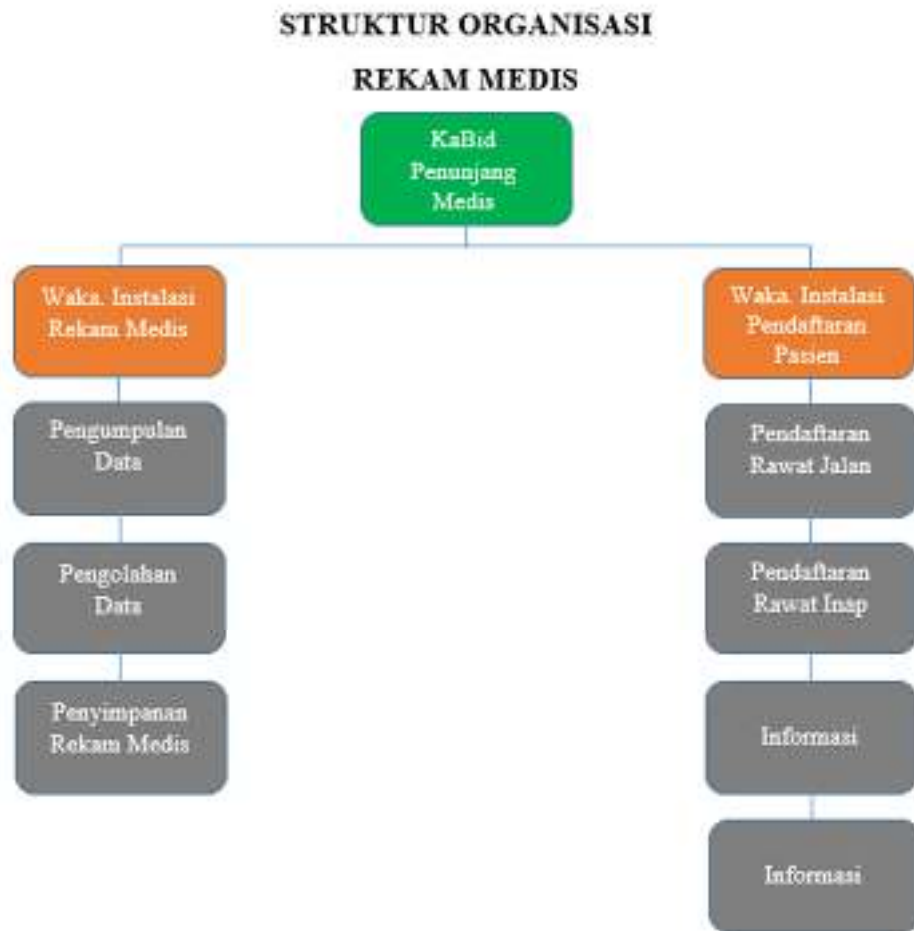 STRUKTUR ORGANISASI
REKAM MEDIS
KaBid
Penunjang
Medis
Waka. Instalasi
Rekam Medis
Pengumpulan
Data
Pengolahan
Data
Penyimpanan
Rekam Medis
Waka. Instalasi
Pendaftaran
Pasien
Pendaftaran
Rawat Jalan
Pendaftaran
Rawat Inap
Informasi
Informasi